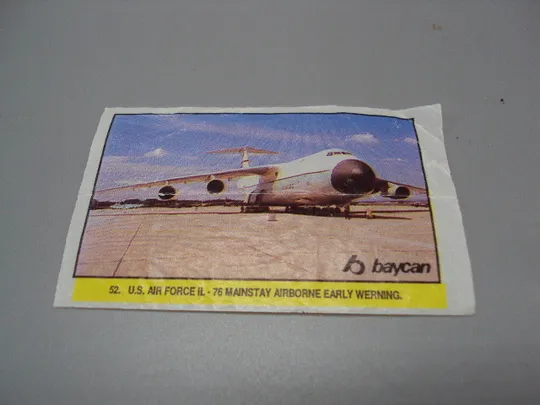 baycan
52. U.S. AIR FORCE IL - 76 MAINSTAY AIRBORNE EARLY WERNING.